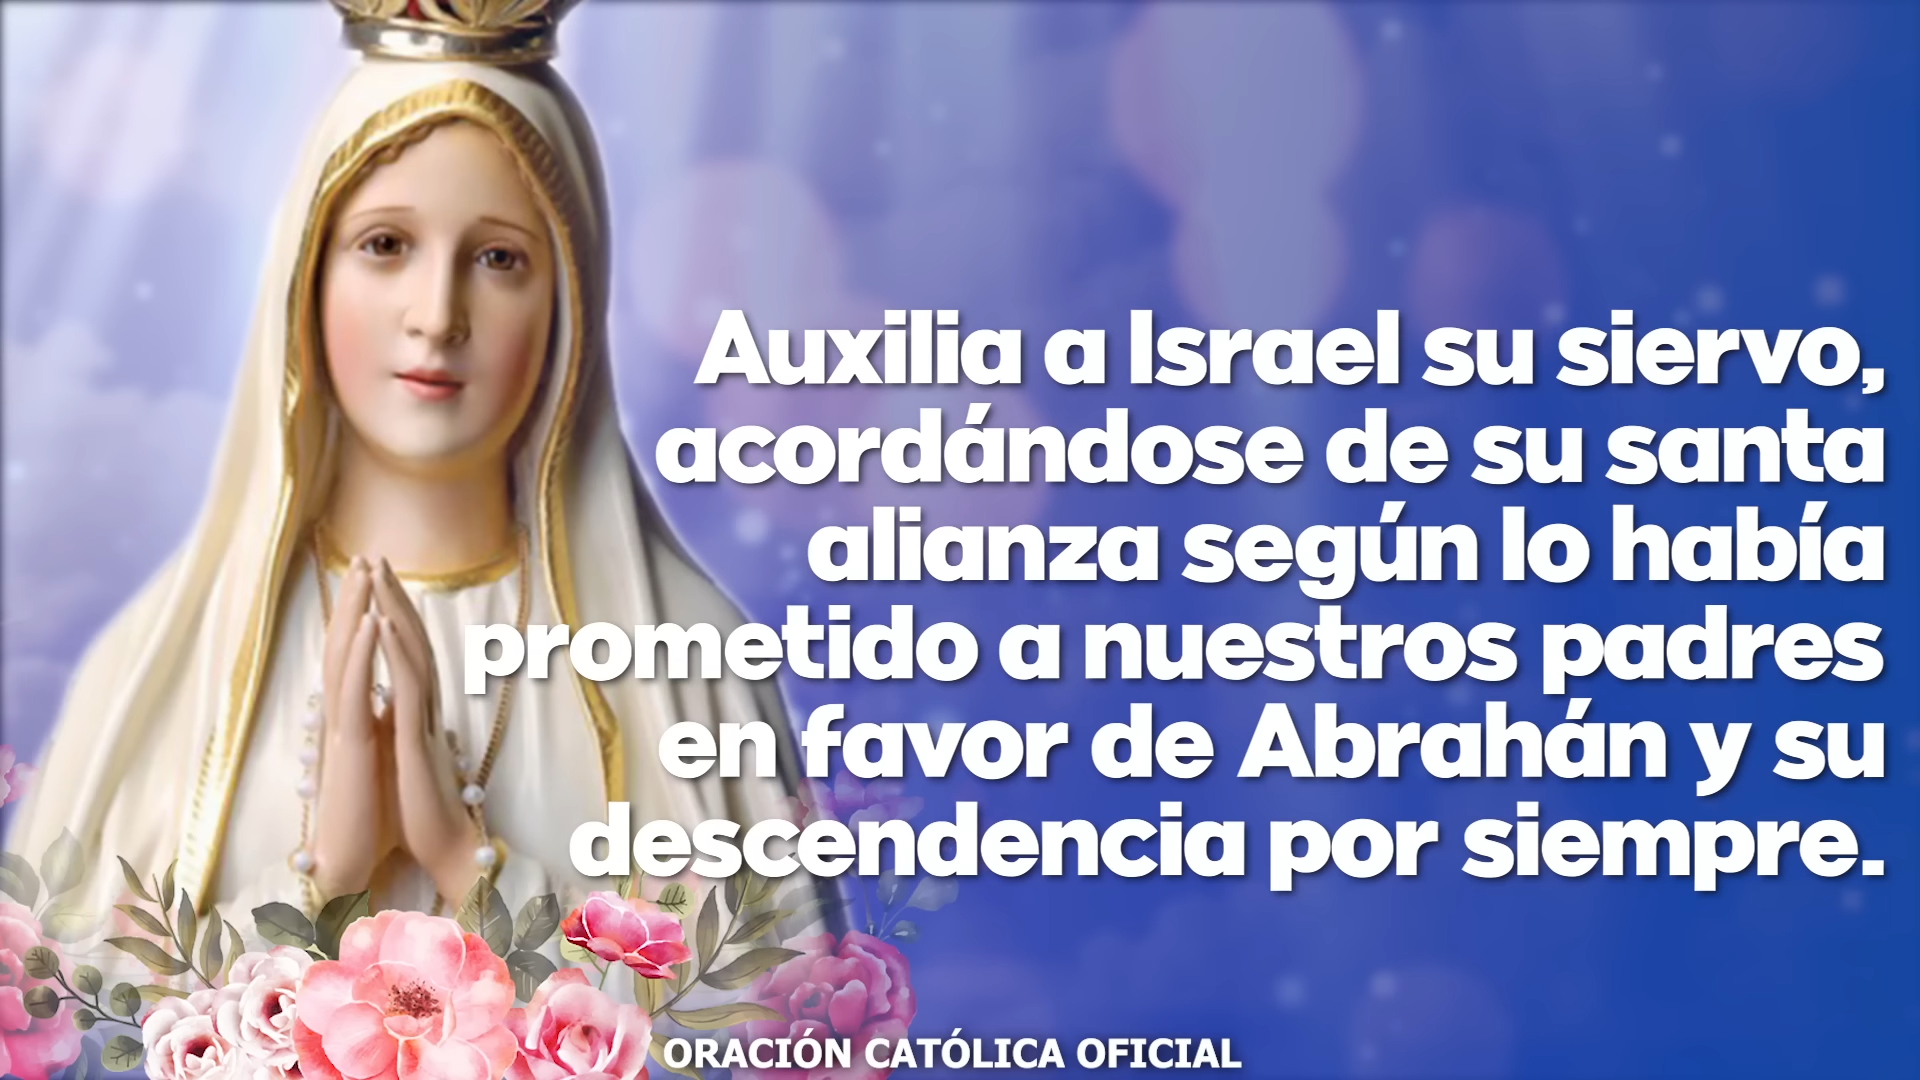 Auxilia a Israel su siervo,
acordándose de su santa
alianza según lo había
prometido a nuestros padres
en favor de Abrahán y su
descendencia por siempre.
ORACIÓN CATÓLICA OFICIAL